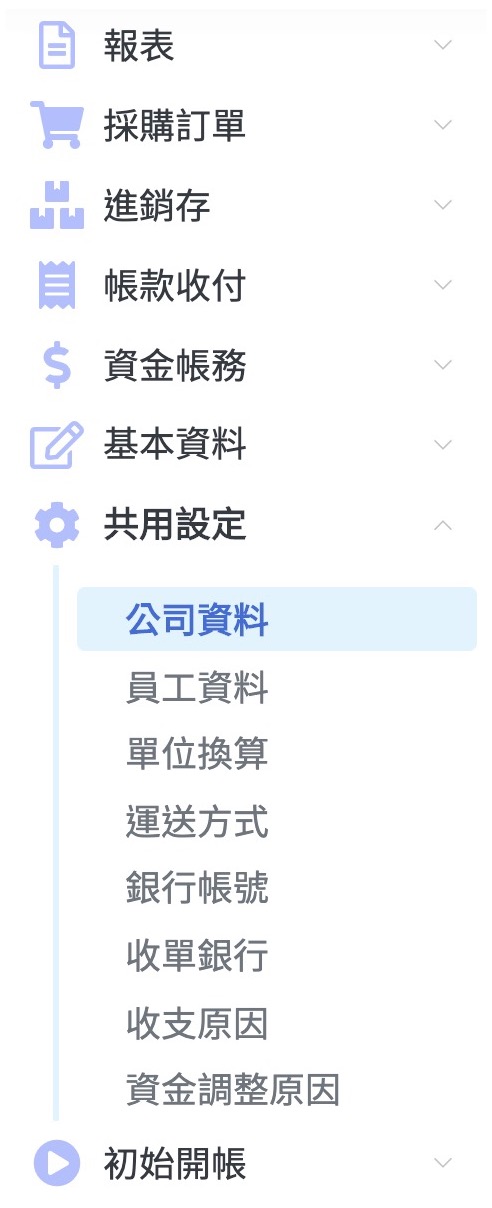 報表
採購訂單
進銷存
帳款收付
資金帳務
基本資料
共用設定
公司資料
員工資料
單位換算
運送方式
銀行帳號
收單銀行
收支原因
資金調整原因
初始開帳